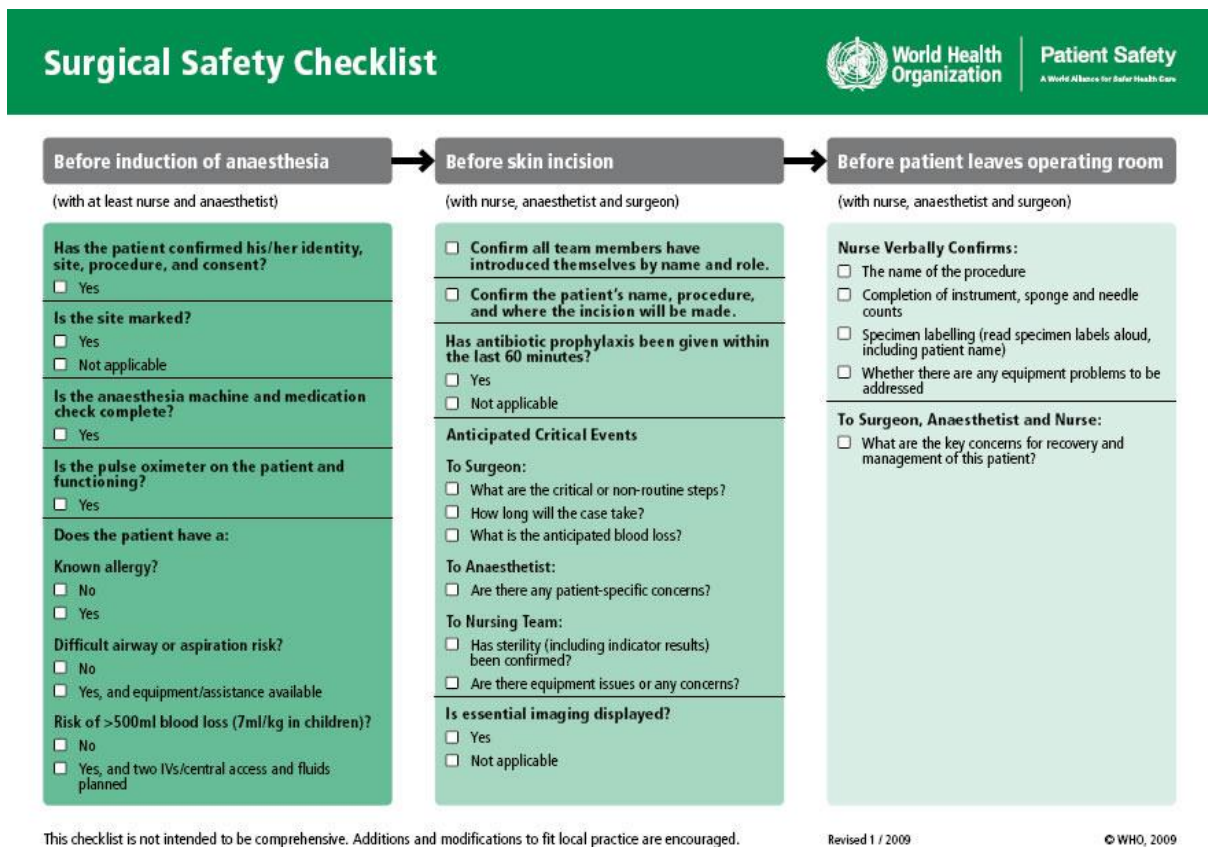 Surgical Safety Checklist
World Health
Organization
Patient Safety
A World Alliance for Safer Health Care
Before induction of anaesthesia
(with at least nurse and anaesthetist)
Has the patient confirmed his/her identity,
site, procedure, and consent?
Yes
Is the site marked?
Yes
Not applicable
Is the anaesthesia machine and medication
check complete?
Yes
Is the pulse oximeter on the patient and
functioning?
Yes
Does the patient have a:
Known allergy?
No
Yes
Difficult airway or aspiration risk?
No
Yes, and equipment/assistance available
Risk of >500ml blood loss (7ml/kg in children)?
No
Yes, and two IVs/central access and fluids
planned
Before skin incision
(with nurse, anaesthetist and surgeon)
Confirm all team members have
introduced themselves by name and role.
Confirm the patient's name, procedure,
and where the incision will be made.
Has antibiotic prophylaxis been given within
the last 60 minutes?
Yes
Not applicable
Anticipated Critical Events
To Surgeon:
What are the critical or non-routine steps?
How long will the case take?
What is the anticipated blood loss?
To Anaesthetist:
Are there any patient-specific concerns?
To Nursing Team:
Has sterility (including indicator results)
been confirmed?
Are there equipment issues or any concerns?
Is essential imaging displayed?
Yes
Not applicable
Before patient leaves operating room
(with nurse, anaesthetist and surgeon)
Nurse Verbally Confirms:
The name of the procedure
Completion of instrument, sponge and needle
counts
Specimen labelling (read specimen labels aloud,
including patient name)
Whether there are any equipment problems to be
addressed
To Surgeon, Anaesthetist and Nurse:
What are the key concerns for recovery and
management of this patient?
This checklist is not intended to be comprehensive. Additions and modifications to fit local practice are encouraged.
Revised 1 / 2009
© WHO, 2009